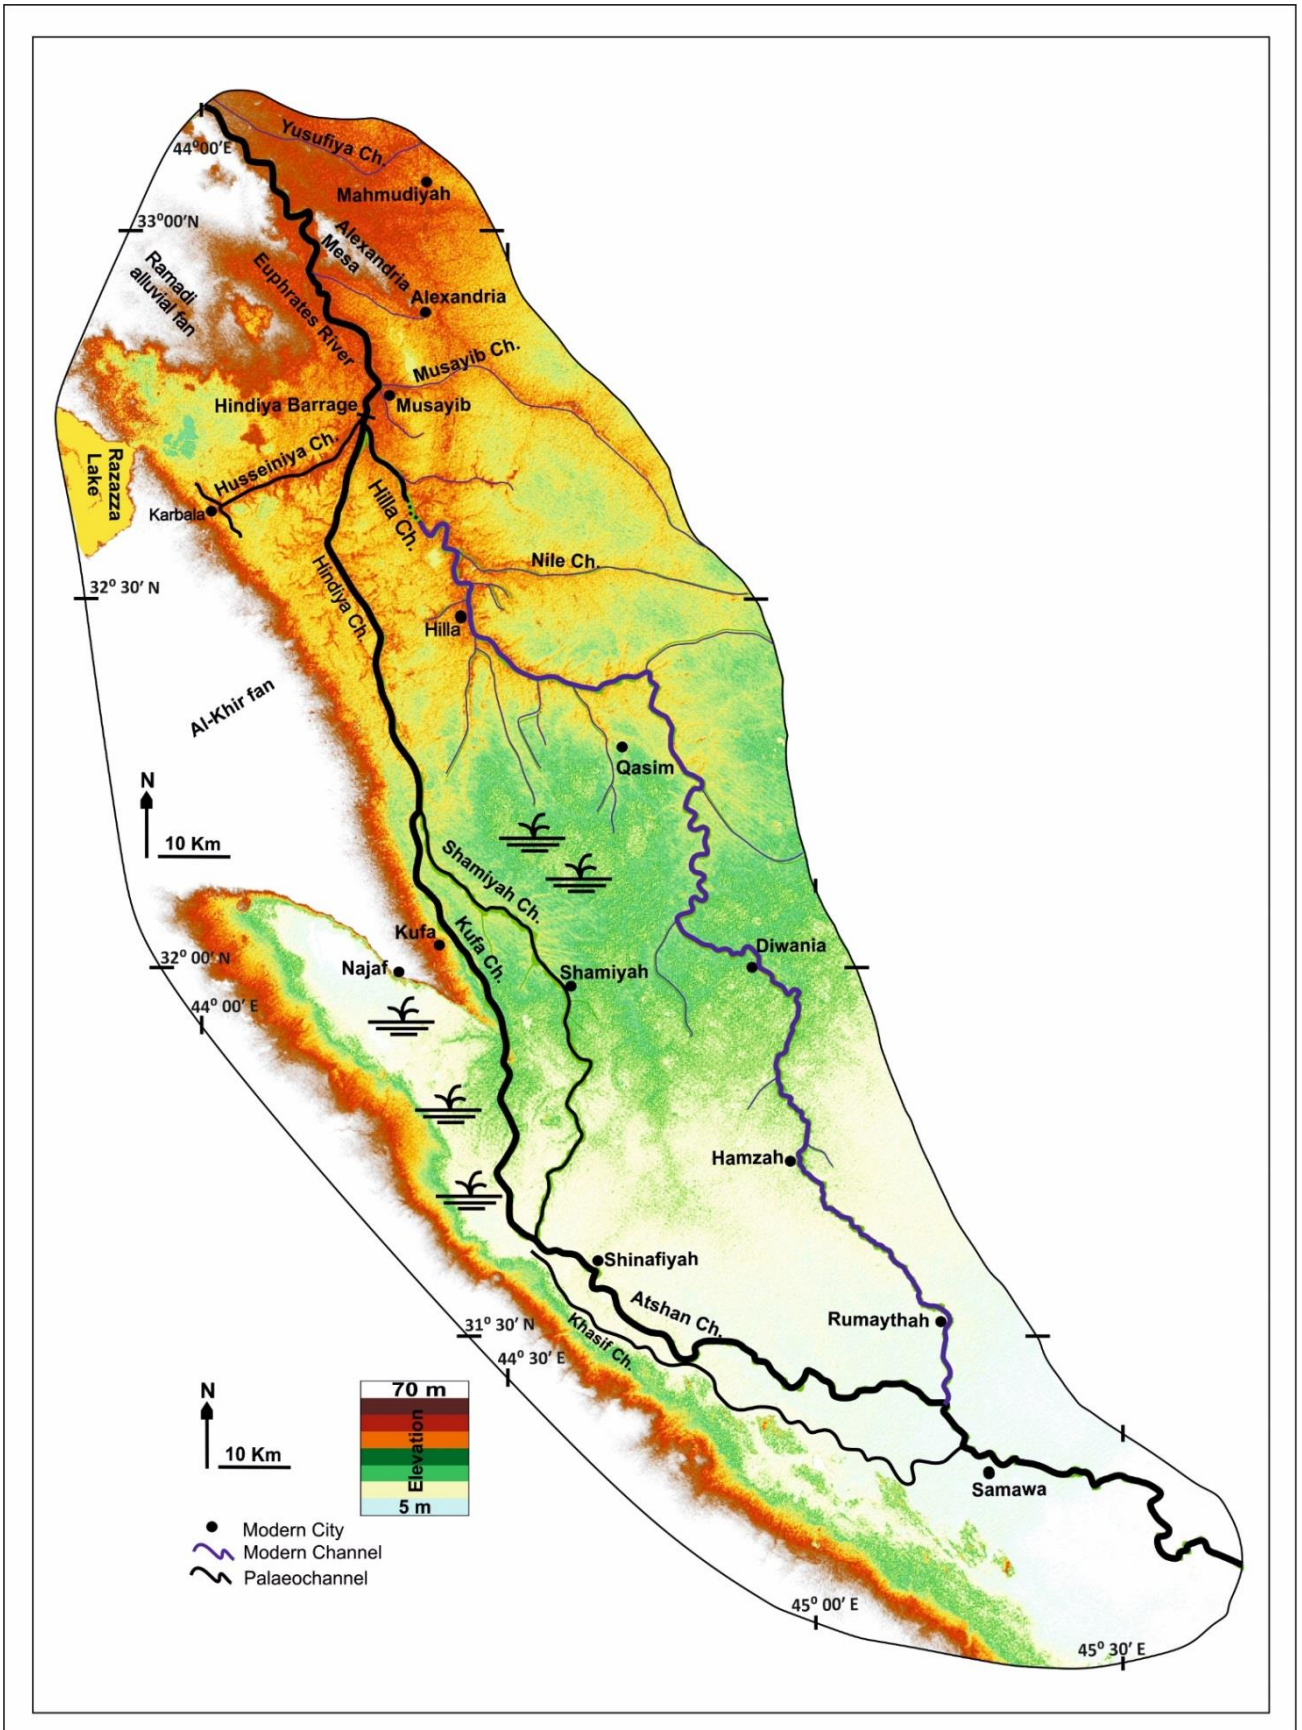 Yusufiya Ch.
44°00'E
Mahmudiyah
33°00'N
Alexandria
Mesa
Ramadi
alluvial fan
Euphrates River
Alexandria
Musayib Ch.
Hindiya Barrage
Musayib
Husseiniya Ch.
Razazza
Lake
Karbala
Hilla Ch.
Hindiya Ch.
Nile Ch.
32° 30' N
Hilla
Al-Khir fan
Qasim
N
10 Km
Shamiyah Ch.
Kufa
Kufa Ch.
Diwania
32° 00' N
Najaf
Shamiyah
44° 00' E
Hamzah
Shinafiyah
Atshan Ch.
Rumaythah
31° 30' N
Khasif Ch.
44° 30' E
N
70 m
Elevation
10 Km
5 m
Samawa
Modern City
Modern Channel
Palaeochannel
45° 00' E
45° 30' E